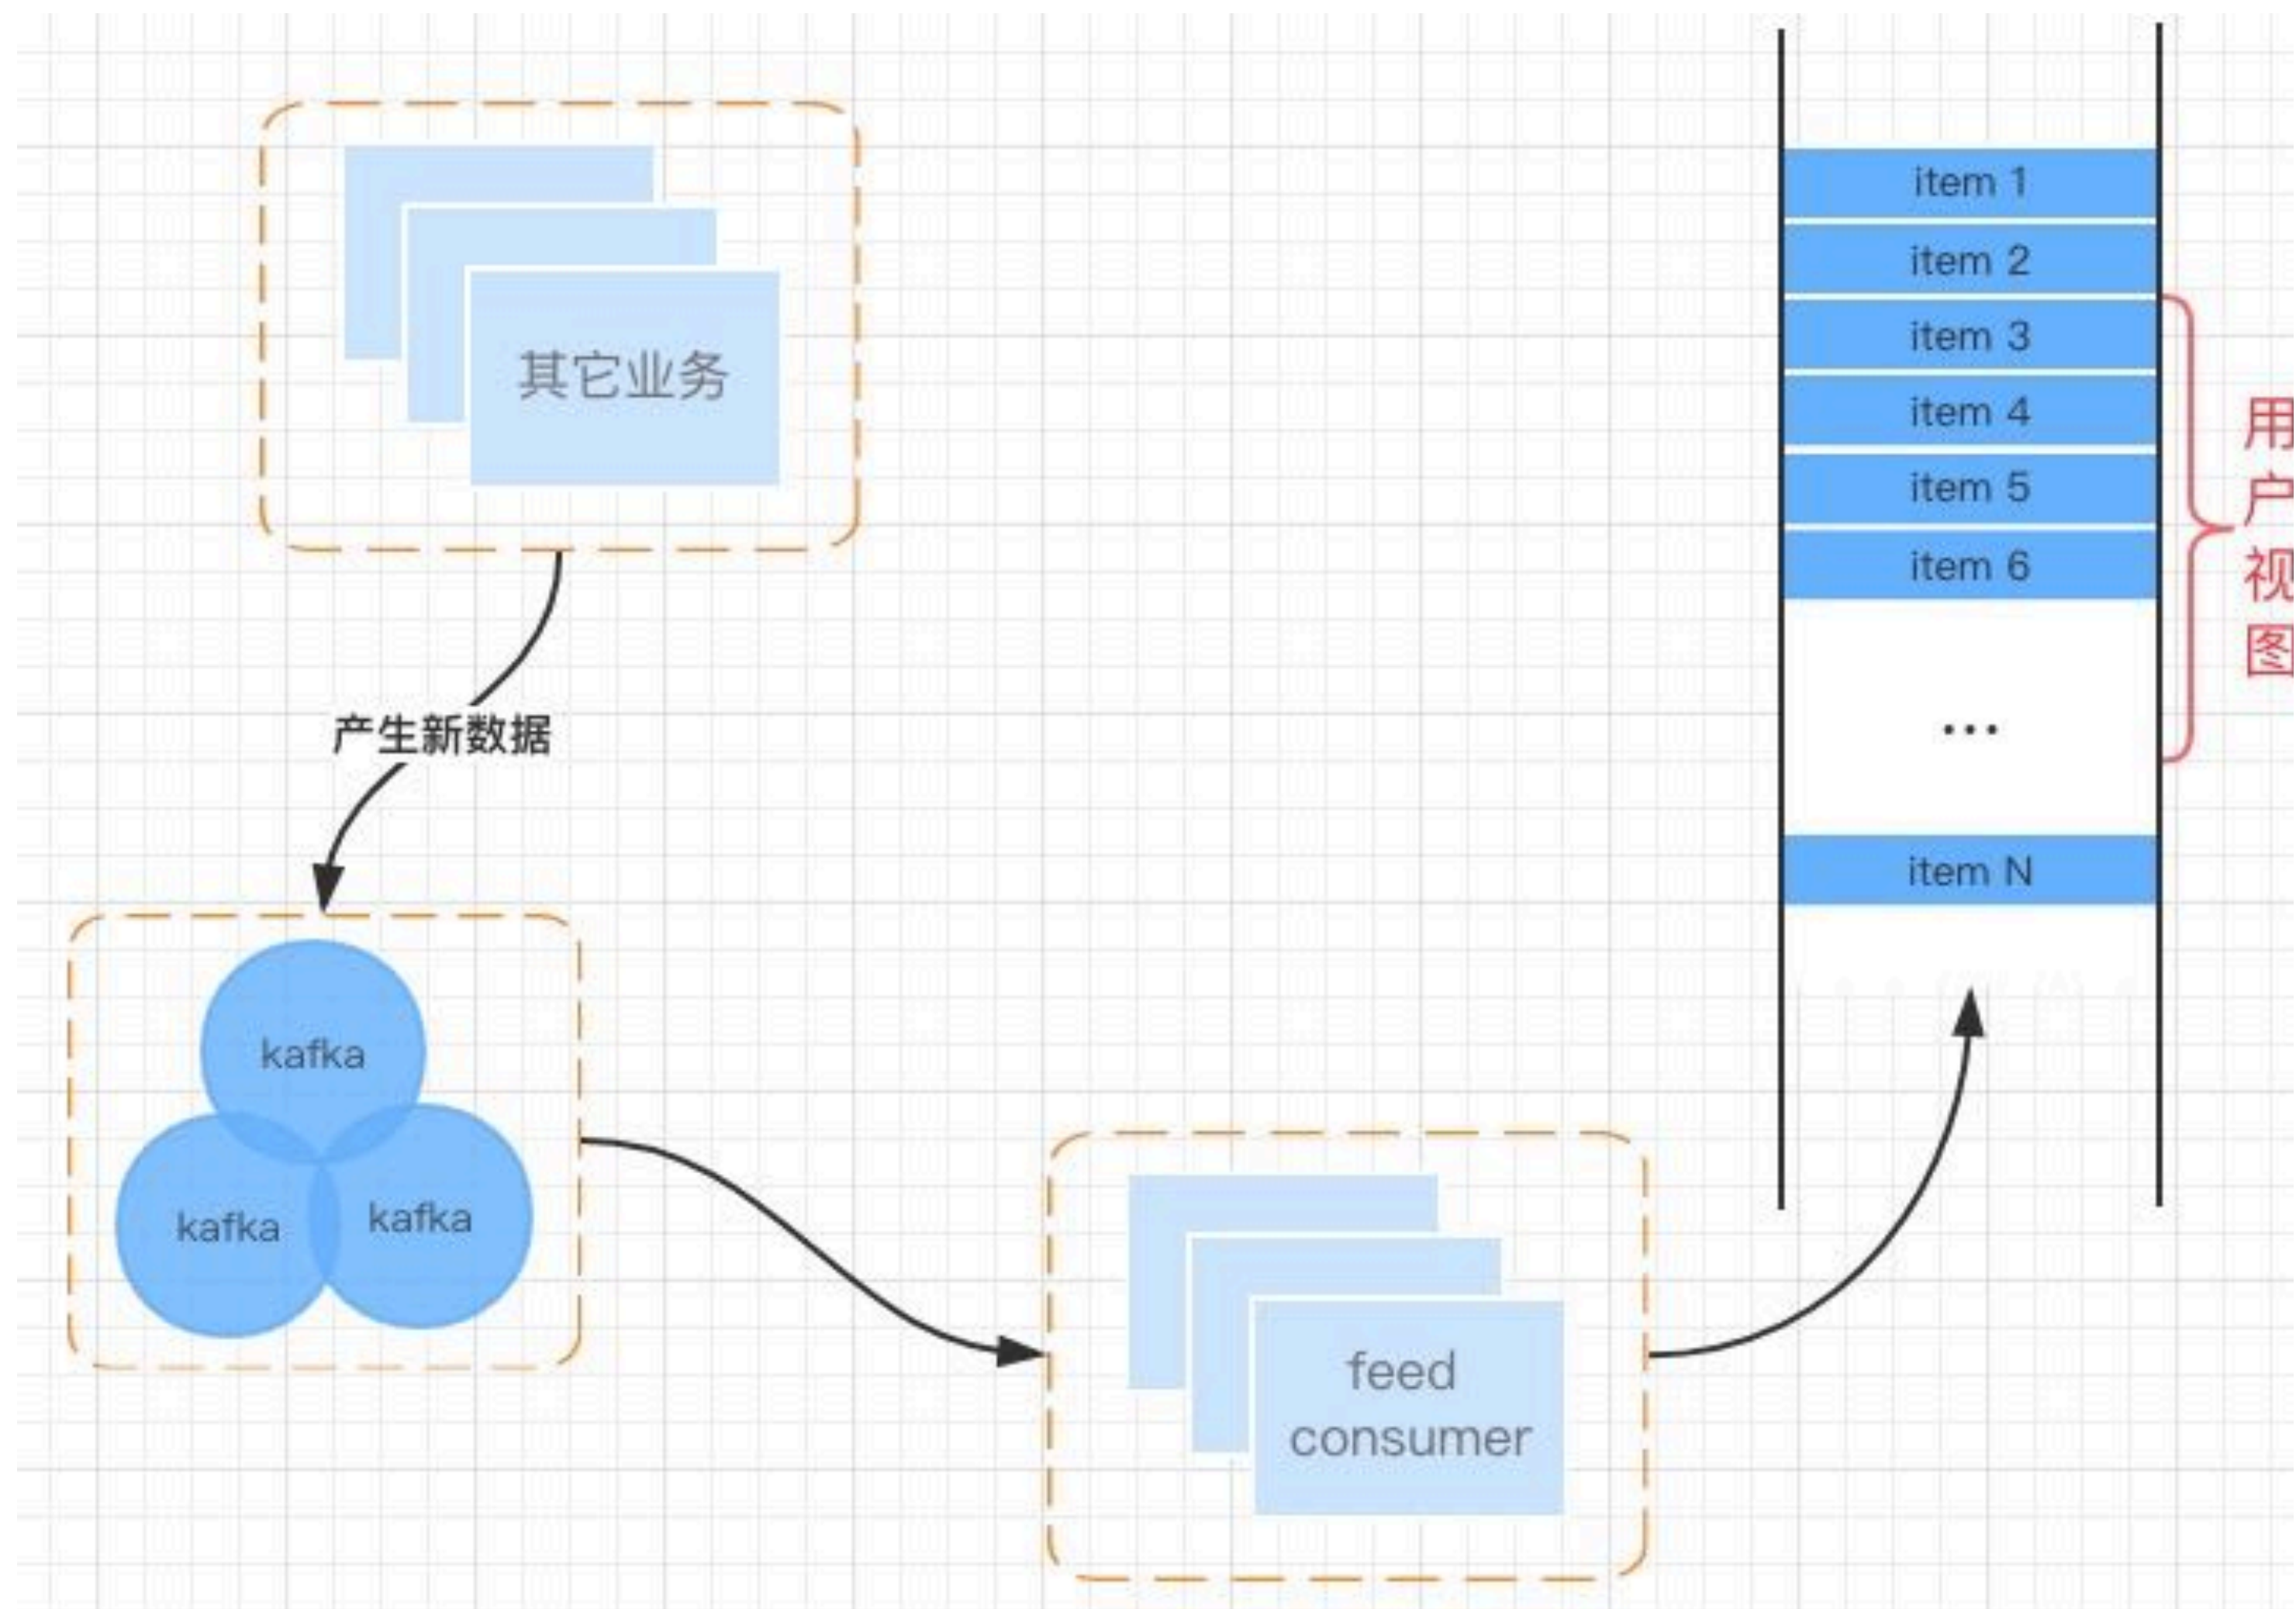 其它业务
产生新数据
kafka
kafka
kafka
feed
consumer
item 1
item 2
item 3
item 4
item 5
item 6
...
item N
用户视图